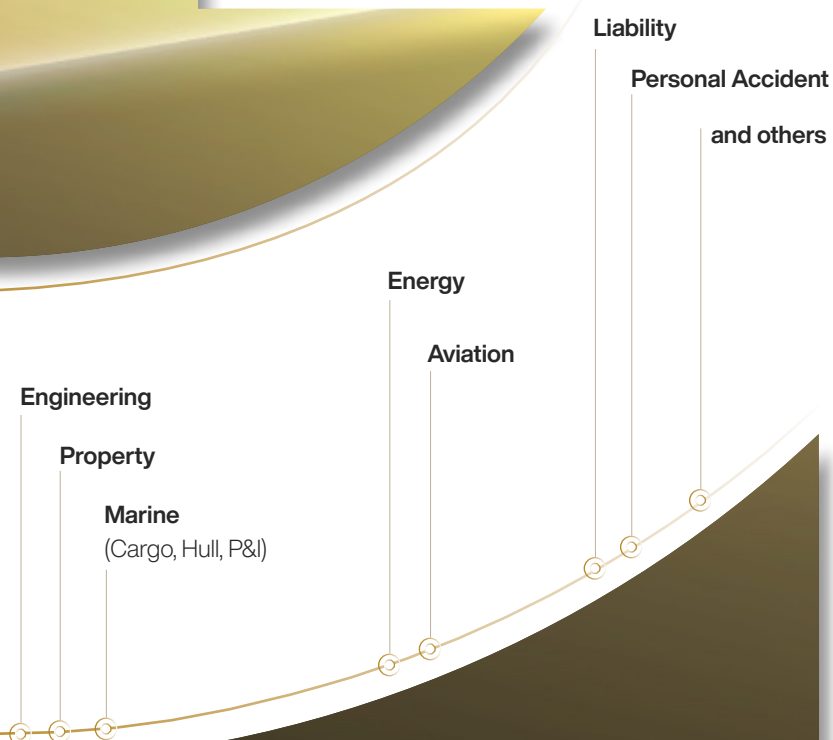 Liability
Personal Accident
and others
Energy
Aviation
Engineering
Property
Marine
(Cargo, Hull, P&I)